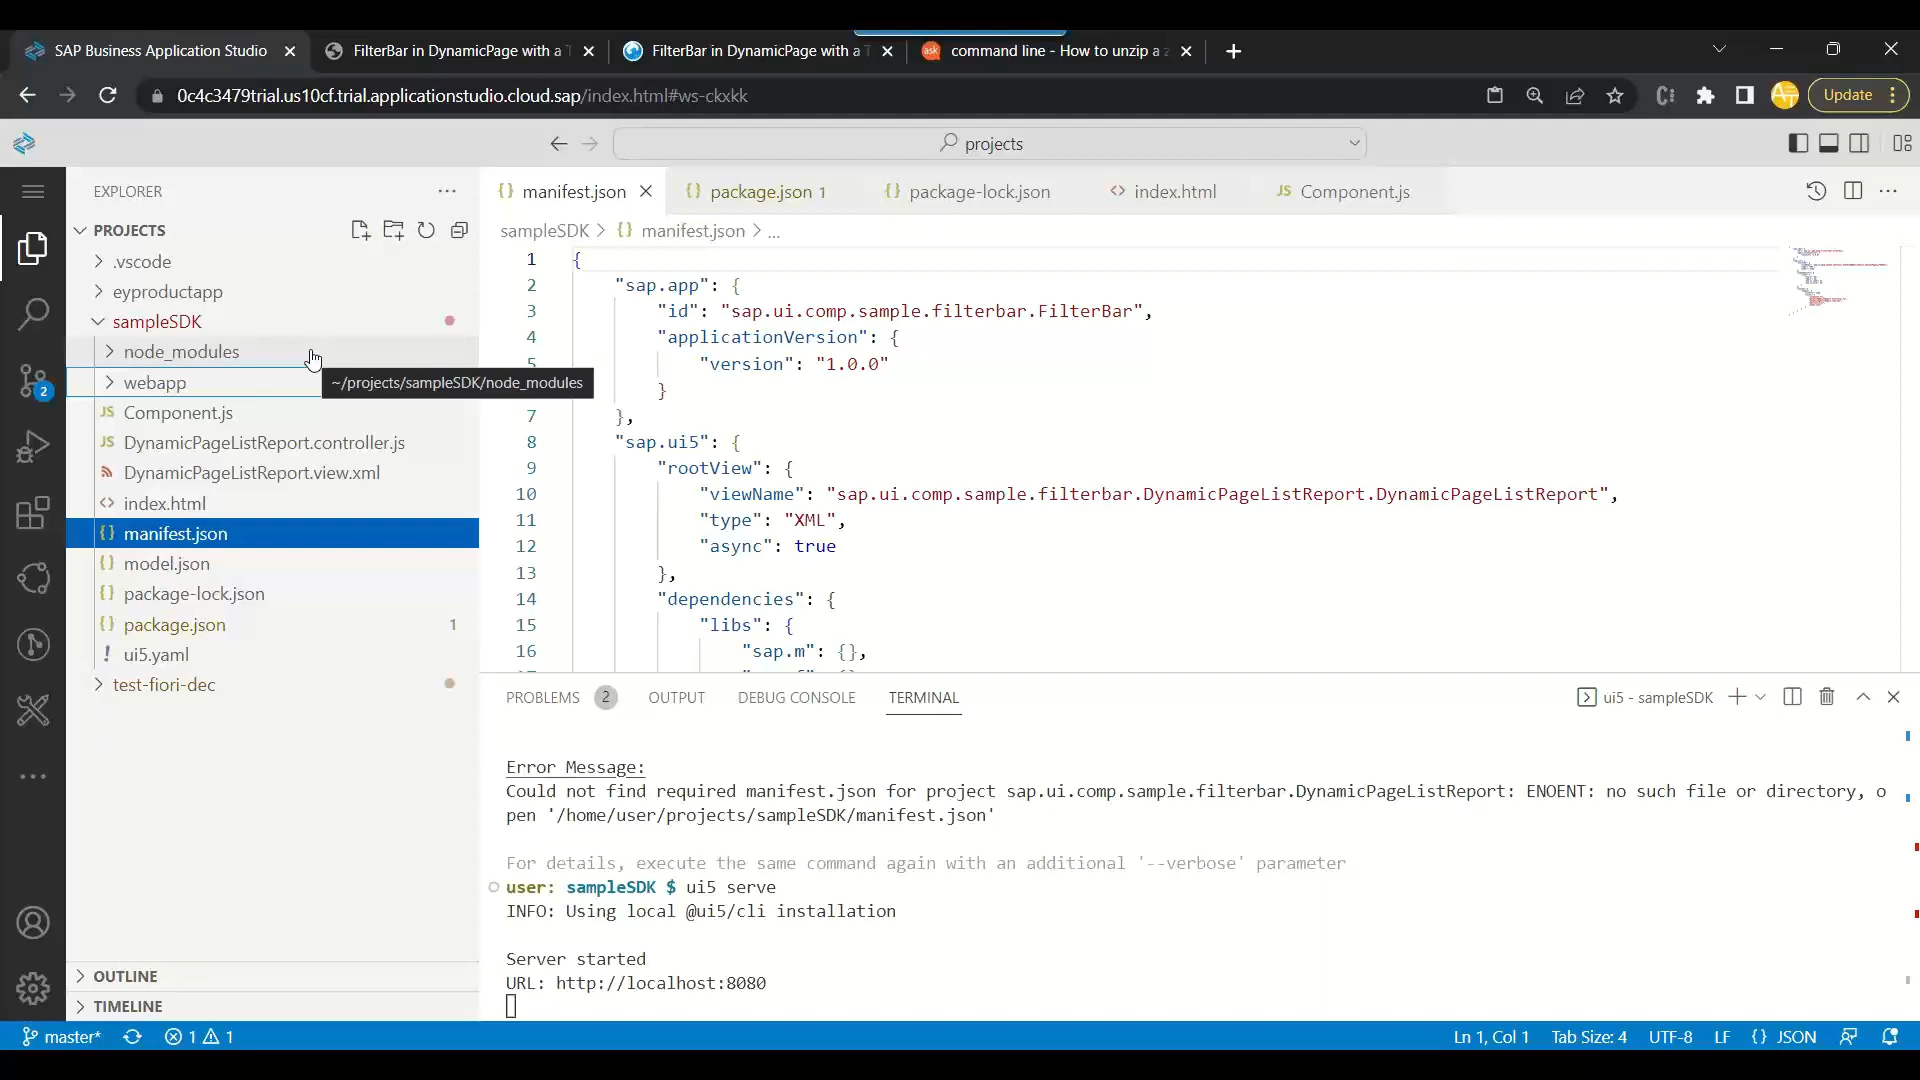 SAP Business Application Studio
FilterBar in DynamicPage with a T
FilterBar in DynamicPage with a T
ask
command line - How to unzip a z
0c4c3479trial.us10cf.trial.applicationstudio.cloud.sap/index.html#ws-ckxkk
Update
projects
EXPLORER
PROJECTS
.vscode
eyproductapp
sampleSDK
node_modules
webapp
~/projects/sampleSDK/node_modules
JS Component.js
JS DynamicPageListReport.controller.js
DynamicPageListReport.view.xml
<> index.html
{} manifest.json
{} model.json
{} package-lock.json
{} package.json 1
! ui5.yaml
test-fiori-dec
OUTLINE
TIMELINE
2
{} manifest.json
{} package.json 1
{} package-lock.json
<> index.html
JS Component.js
sampleSDK > {} manifest.json > ...
1 {
2 "sap.app": {
3 "id": "sap.ui.comp.sample.filterbar.FilterBar",
4 "applicationVersion": {
5 "version": "1.0.0"
}
7 },
8 "sap.ui5": {
9 "rootView": {
10 "viewName": "sap.ui.comp.sample.filterbar.DynamicPageListReport.DynamicPageListReport",
11 "type": "XML",
12 "async": true
13 },
14 "dependencies": {
15 "libs": {
16 "sap.m": {},
PROBLEMS 2 OUTPUT DEBUG CONSOLE TERMINAL
ui5 - sampleSDK
Error Message:
Could not find required manifest.json for project sap.ui.comp.sample.filterbar.DynamicPageListReport: ENOENT: no such file or directory, o
pen '/home/user/projects/sampleSDK/manifest.json'
For details, execute the same command again with an additional '--verbose' parameter
user: sampleSDK $ ui5 serve
INFO: Using local @ui5/cli installation
Server started
URL: http://localhost:8080
master*
1
1
Ln 1, Col 1
Tab Size: 4
UTF-8
LF
{} JSON